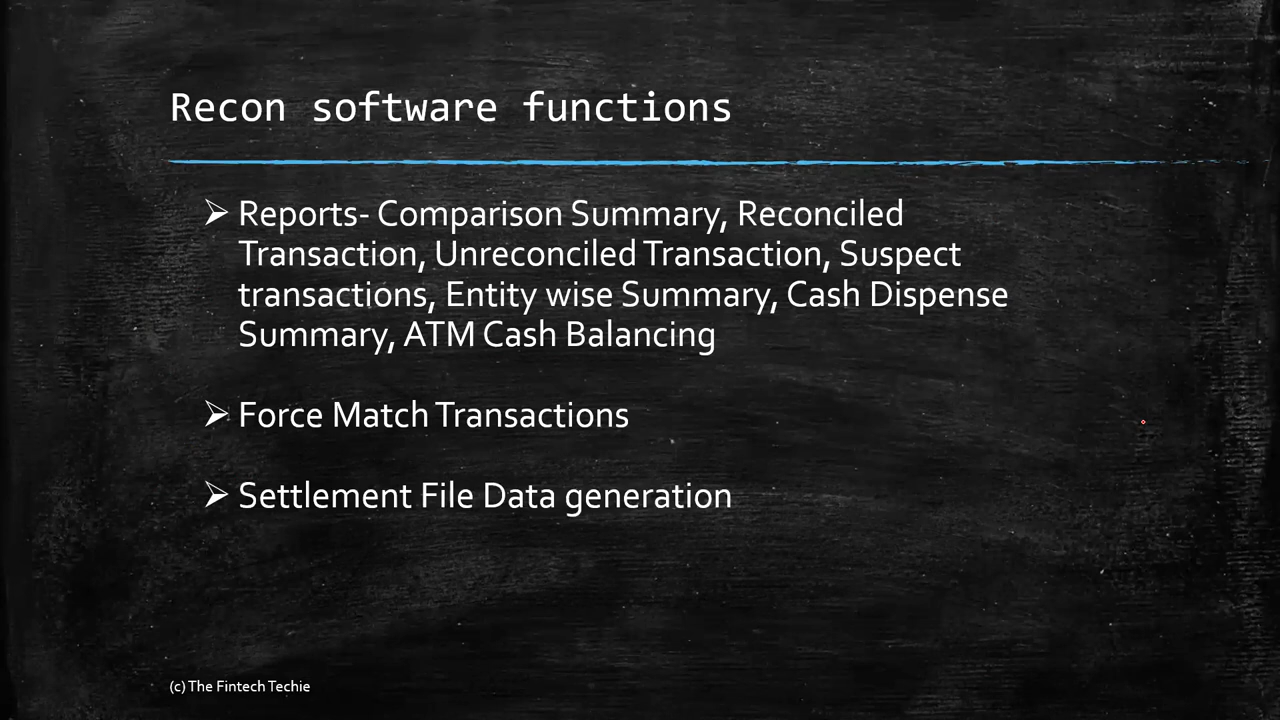 Recon software functions
➢ Reports- Comparison Summary, Reconciled
Transaction, Unreconciled Transaction, Suspect
transactions, Entity wise Summary, Cash Dispense
Summary, ATM Cash Balancing
➢ Force Match Transactions
➢ Settlement File Data generation
(c) The Fintech Techie